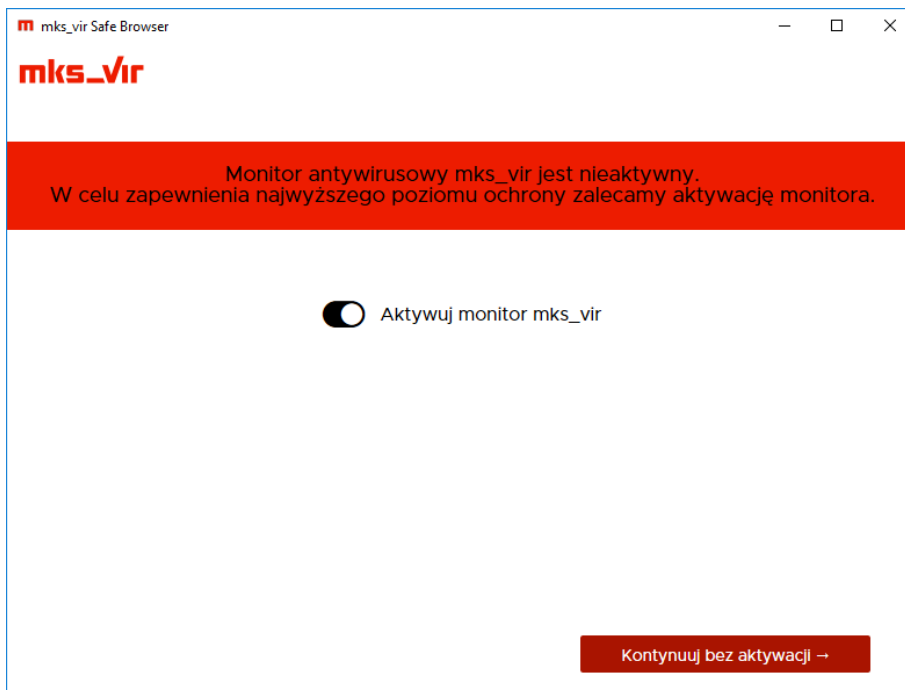 mks_vir Safe Browser
mks_vir
Monitor antywirusowy mks_vir jest nieaktywny.
W celu zapewnienia najwyższego poziomu ochrony zalecamy aktywację monitora.
Aktywuj monitor mks_vir
Kontynuuj bez aktywacji →